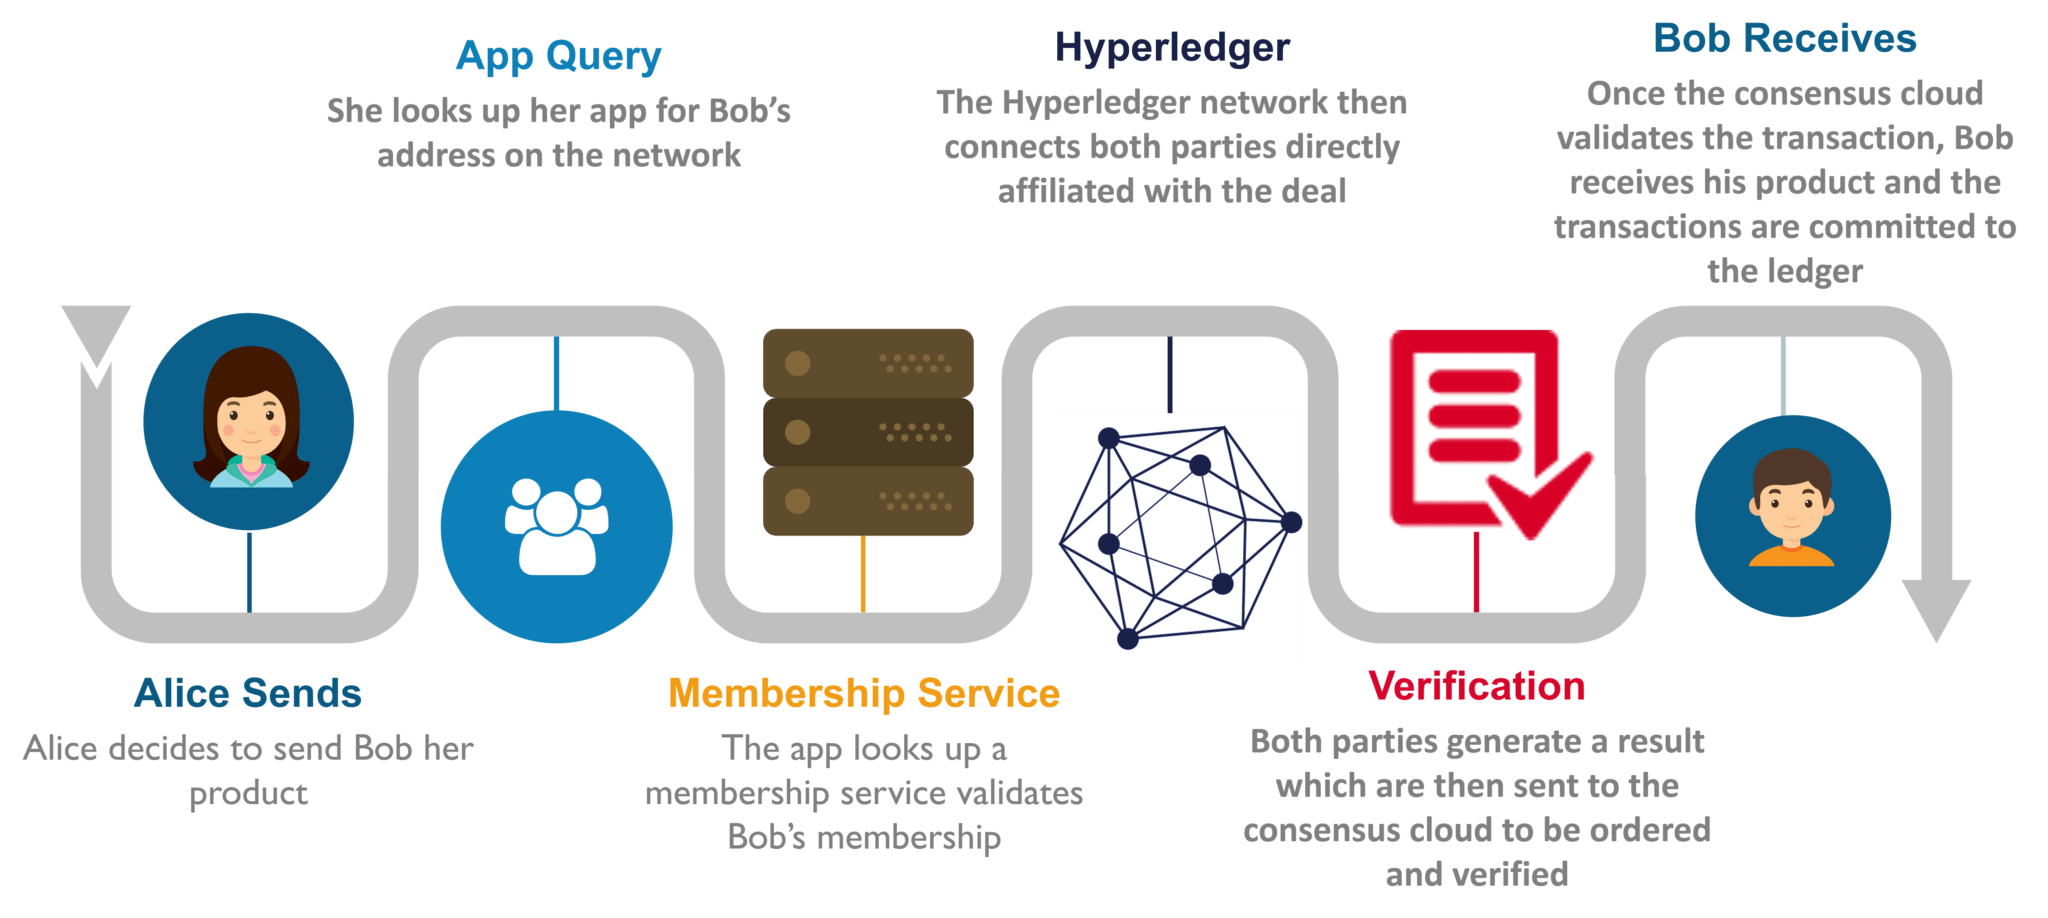 App Query
She looks up her app for Bob’s
address on the network
Hyperledger
The Hyperledger network then
connects both parties directly
affiliated with the deal
Bob Receives
Once the consensus cloud
validates the transaction, Bob
receives his product and the
transactions are committed to
the ledger
Alice Sends
Alice decides to send Bob her
product
Membership Service
The app looks up a
membership service validates
Bob’s membership
Verification
Both parties generate a result
which are then sent to the
consensus cloud to be ordered
and verified